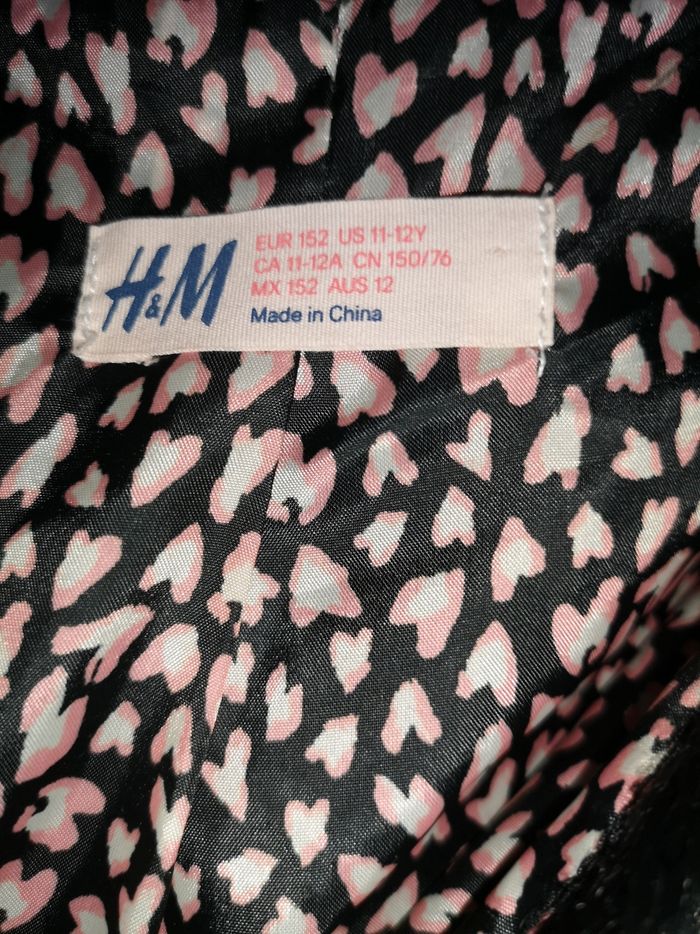 H&M
EUR 152 US 11-12Y
CA 11-12A CN 150/76
MX 152 AUS 12
Made in China